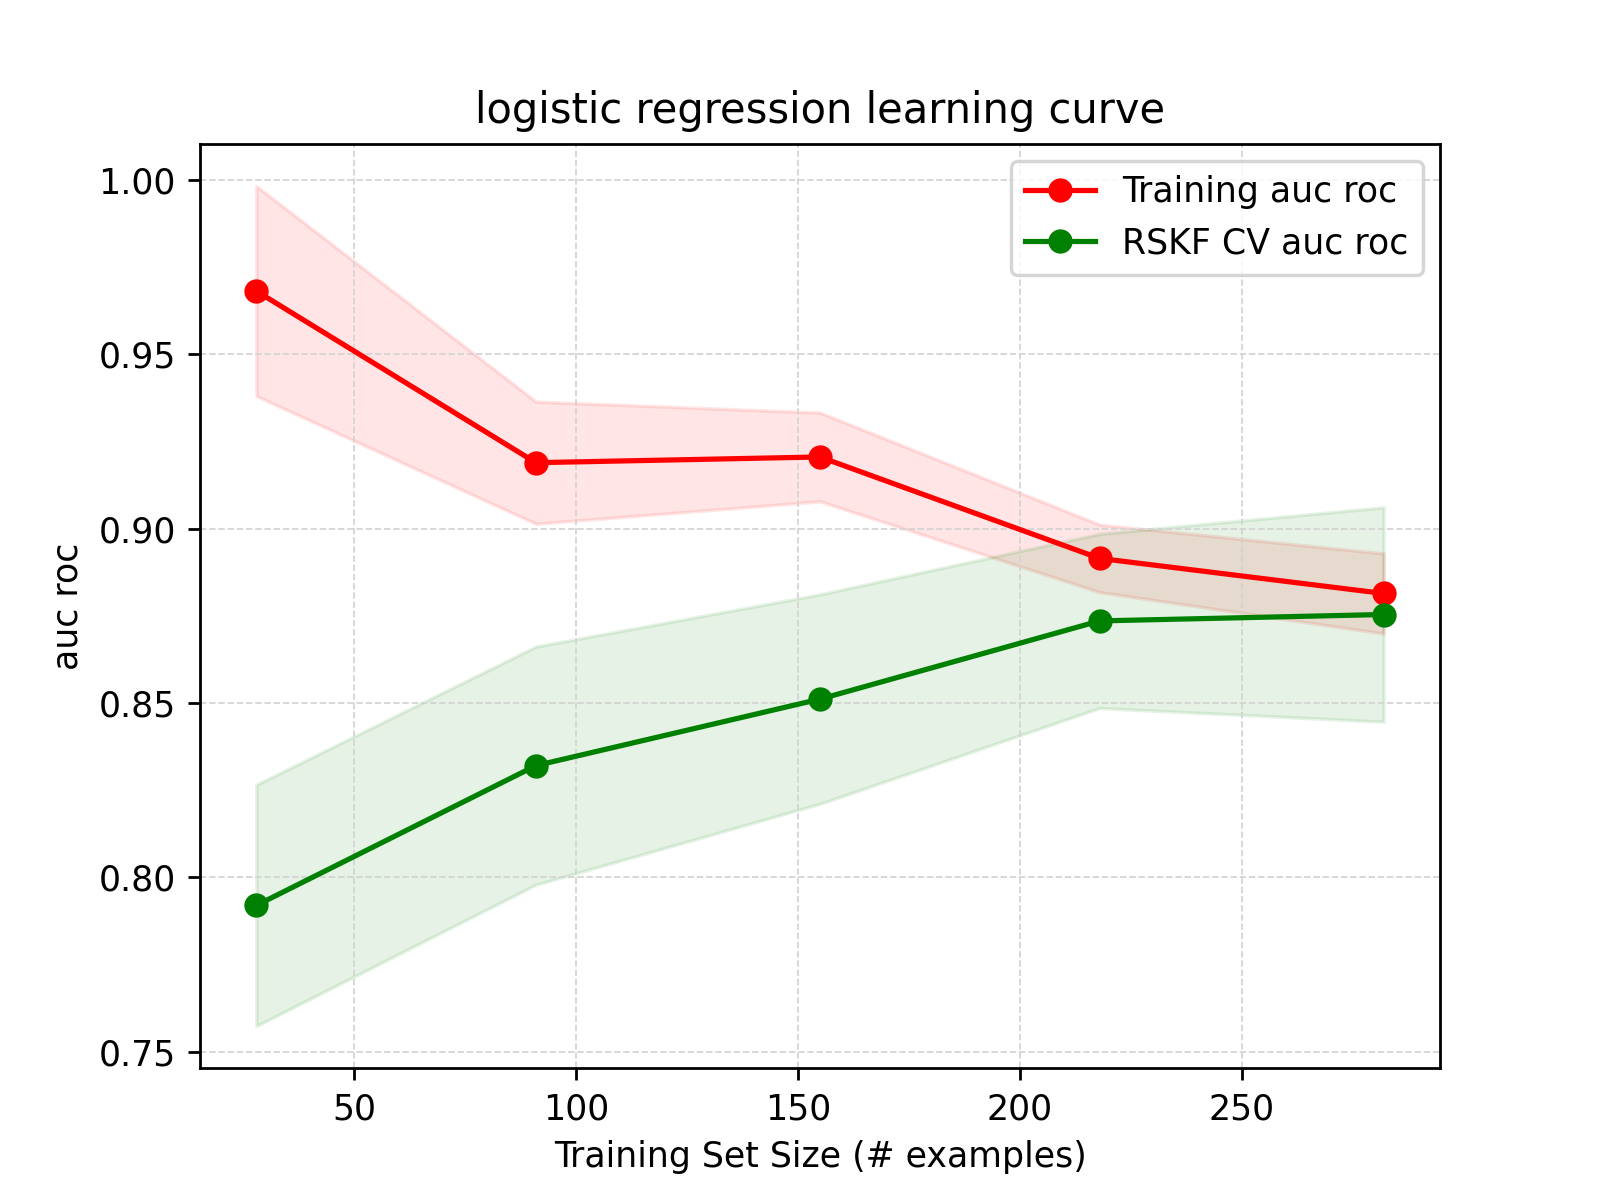 logistic regression learning curve
Training auc roc
RSKF CV auc roc
1.00
0.95
0.90
0.85
0.80
0.75
auc roc
50 100 150 200 250
Training Set Size (# examples)